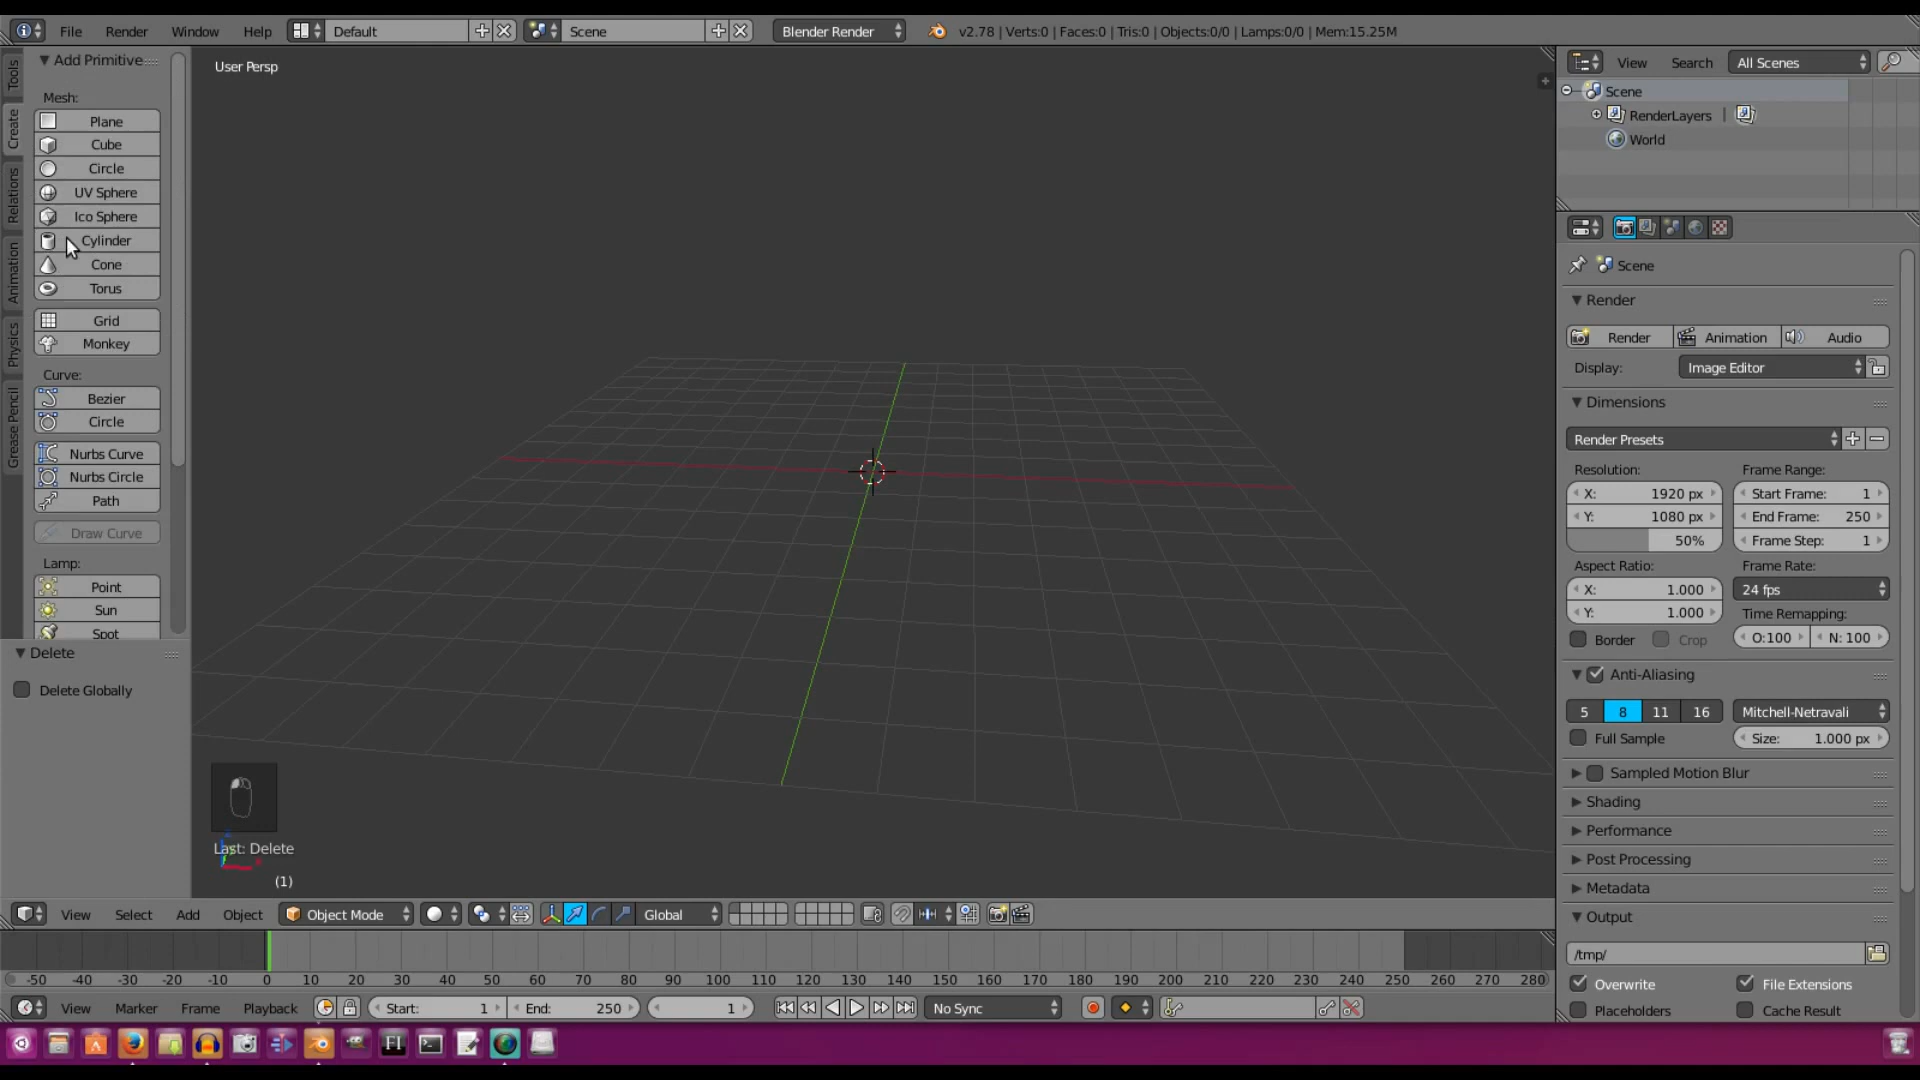 File Render Window Help Default Scene Blender Render v2.78 | Verts:0 | Faces:0 | Tris:0 | Objects:0/0 | Lamps:0/0 | Mem:15.25M
Tools
Create
Relations
Animation
Physics
Grease Pencil
Add Primitive
Mesh:
Plane
Cube
Circle
UV Sphere
Ico Sphere
Cylinder
Cone
Torus
Grid
Monkey
Curve:
Bezier
Circle
Nurbs Curve
Nurbs Circle
Path
Draw Curve
Lamp:
Point
Sun
Spot
Delete
Delete Globally
User Persp
Last: Delete
(1)
View Search All Scenes
Scene
RenderLayers |
World
Scene
Render
Render Animation Audio
Display: Image Editor
Dimensions
Render Presets
Resolution: Frame Range:
X: 1920 px Start Frame: 1
Y: 1080 px End Frame: 250
50% Frame Step: 1
Aspect Ratio: Frame Rate:
X: 1.000 24 fps
Y: 1.000 Time Remapping:
Border Crop O:100 N: 100
Anti-Aliasing
5 8 11 16 Mitchell-Netravali
Full Sample Size: 1.000 px
Sampled Motion Blur
Shading
Performance
Post Processing
Metadata
Output
/tmp/
Overwrite File Extensions
Placeholders Cache Result
View Select Add Object Object Mode Global
-50 -40 -30 -20 -10 0 10 20 30 40 50 60 70 80 90 100 110 120 130 140 150 160 170 180 190 200 210 220 230 240 250 260 270 280
View Marker Frame Playback Start: 1 End: 250 1 No Sync